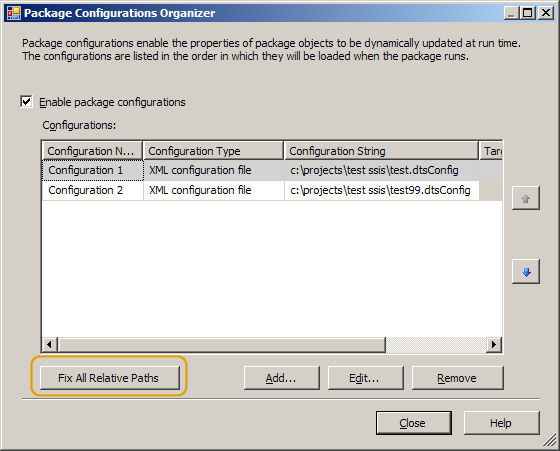 Package Configurations Organizer
Package configurations enable the properties of package objects to be dynamically updated at run time.
The configurations are listed in the order in which they will be loaded when the package runs.
Enable package configurations
Configurations:
Configuration N... Configuration Type Configuration String Tar
Configuration 1 XML configuration file c:\projects\test ssis\test.dtsConfig
Configuration 2 XML configuration file c:\projects\test ssis\test99.dtsConfig
Fix All Relative Paths Add... Edit... Remove
Close Help